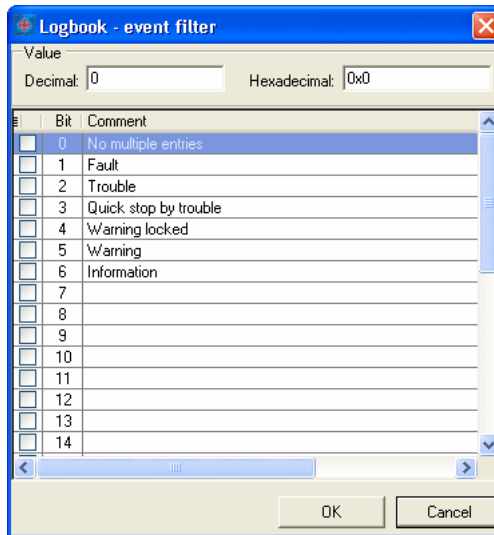 Logbook - event filter
Value
Decimal: 0 Hexadecimal: 0x0
Bit Comment
0 No multiple entries
1 Fault
2 Trouble
3 Quick stop by trouble
4 Warning locked
5 Warning
6 Information
7
8
9
10
11
12
13
14
OK Cancel